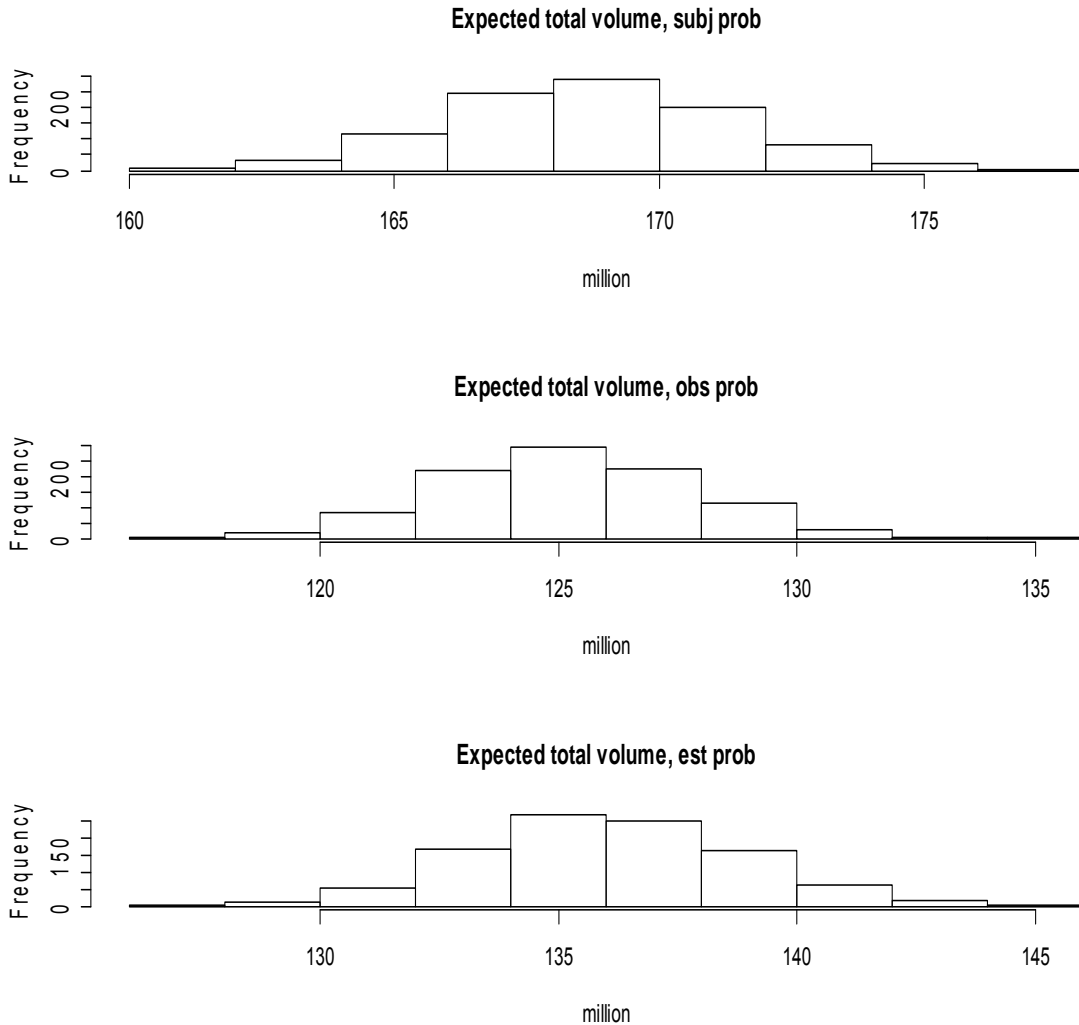 Expected total volume, subj prob
Frequency
0 200
160 165 170 175
million
Expected total volume, obs prob
Frequency
0 200
120 125 130 135
million
Expected total volume, est prob
Frequency
0 150
130 135 140 145
million